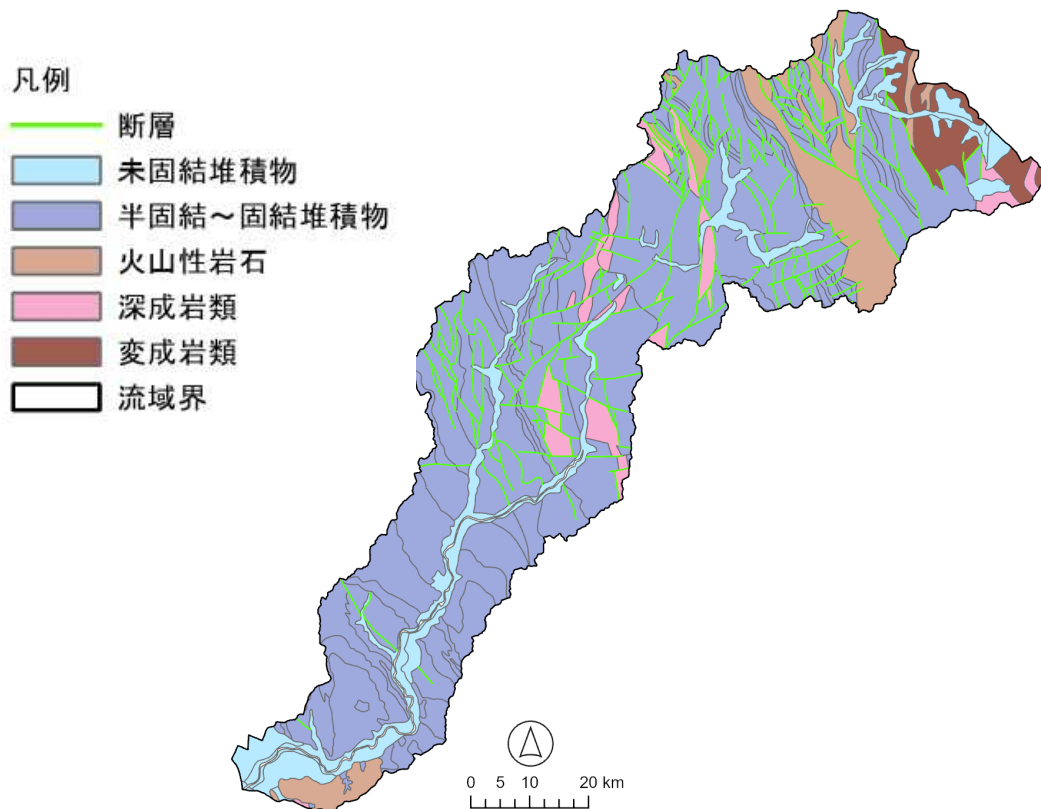 凡例
断層
未固結堆積物
半固結～固結堆積物
火山性岩石
深成岩類
変成岩類
流域界
0 5 10 20 km